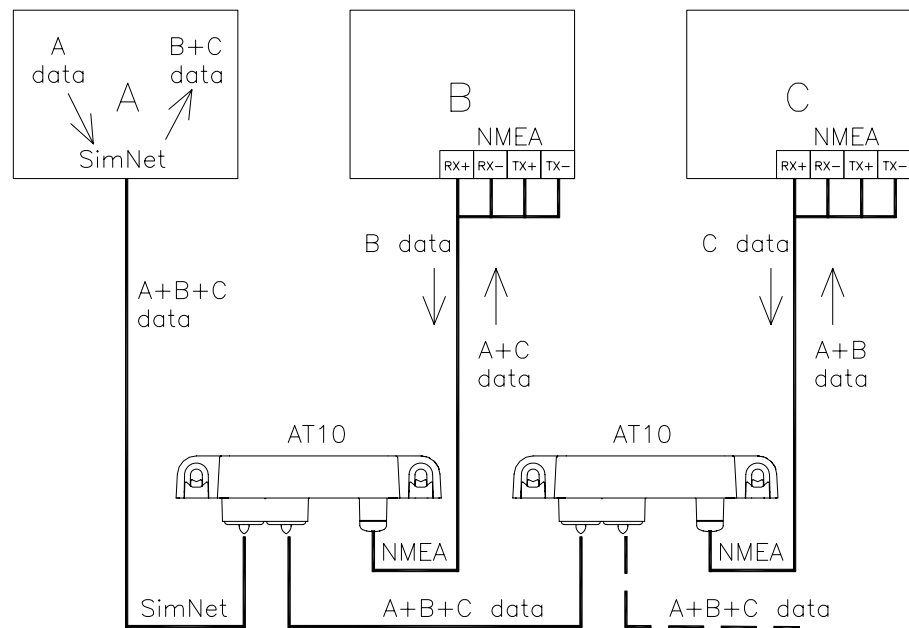 A
data
B+C
data
A
SimNet
B
NMEA
RX+ RX− TX+ TX−
C
NMEA
RX+ RX− TX+ TX−
A+B+C
data
B data
A+C
data
C data
A+B
data
AT10
AT10
NMEA
NMEA
SimNet
A+B+C data
A+B+C data